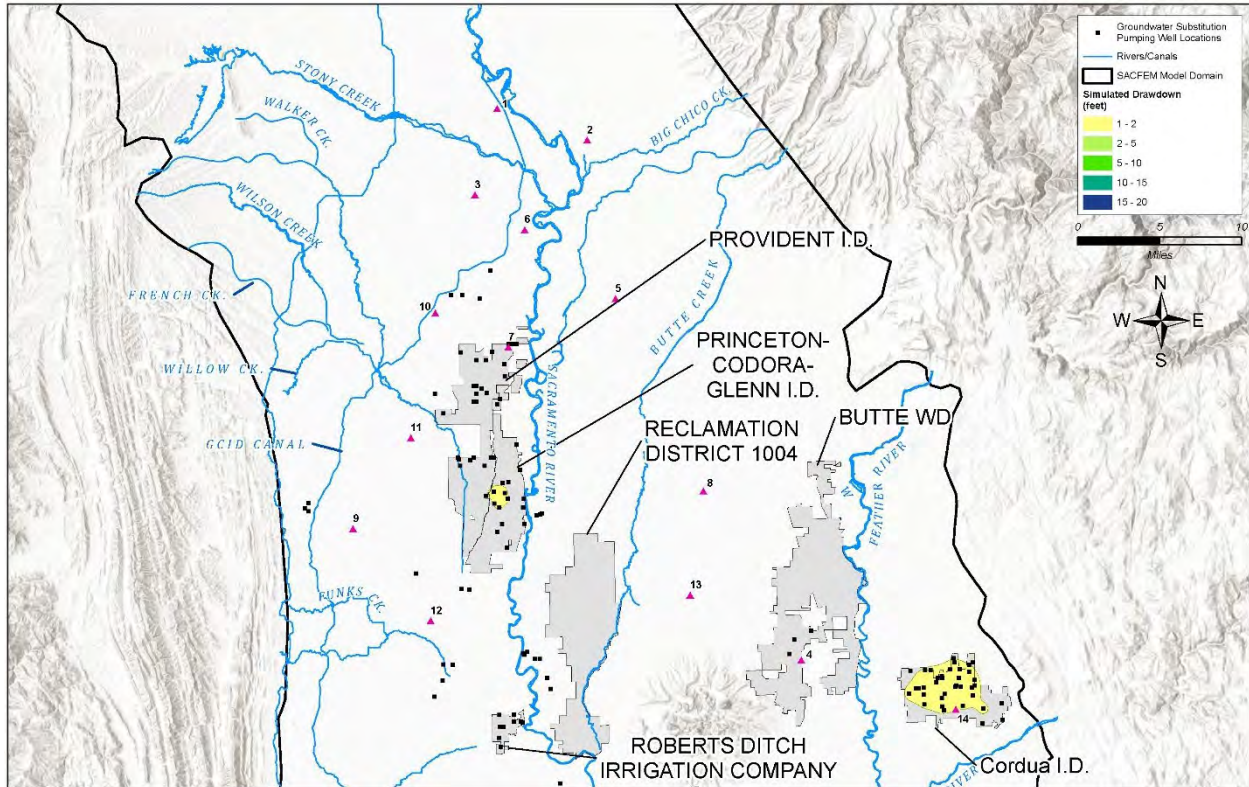 Groundwater Substitution
Pumping Well Locations
Rivers/Canals
SACFEM Model Domain
Simulated Drawdown
(feet)
1 - 2
2 - 5
5 - 10
10 - 15
15 - 20
0 5 10
Miles
N
W E
S
STONY CREEK
WALKER CK.
WILSON CREEK
FRENCH CK.
WILLOW CK.
GCID CANAL
FUNKS CK.
BIG CHICO CK.
BUTTE CREEK
SACRAMENTO RIVER
W
FEATHER RIVER
R
RIVER
PROVIDENT I.D.
PRINCETON-
CODORA-
GLENN I.D.
RECLAMATION
DISTRICT 1004
BUTTE WD
ROBERTS DITCH
IRRIGATION COMPANY
Cordua I.D.
1
2
3
6
5
10
7
11
8
9
13
12
4
14